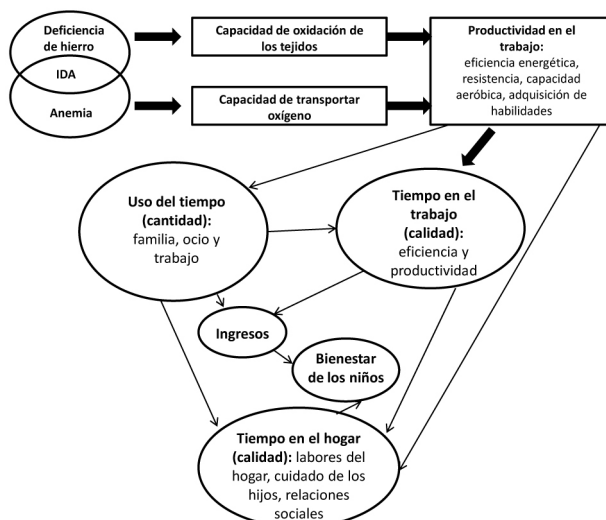 Deficiencia
de hierro
IDA
Anemia
Capacidad de oxidación de
los tejidos
Capacidad de transportar
oxígeno
Productividad en el
trabajo:
eficiencia energética,
resistencia, capacidad
aeróbica, adquisición de
habilidades
Uso del tiempo
(cantidad):
familia, ocio y
trabajo
Tiempo en el
trabajo
(calidad):
eficiencia y
productividad
Ingresos
Bienestar
de los niños
Tiempo en el hogar
(calidad): labores del
hogar, cuidado de los
hijos, relaciones
sociales